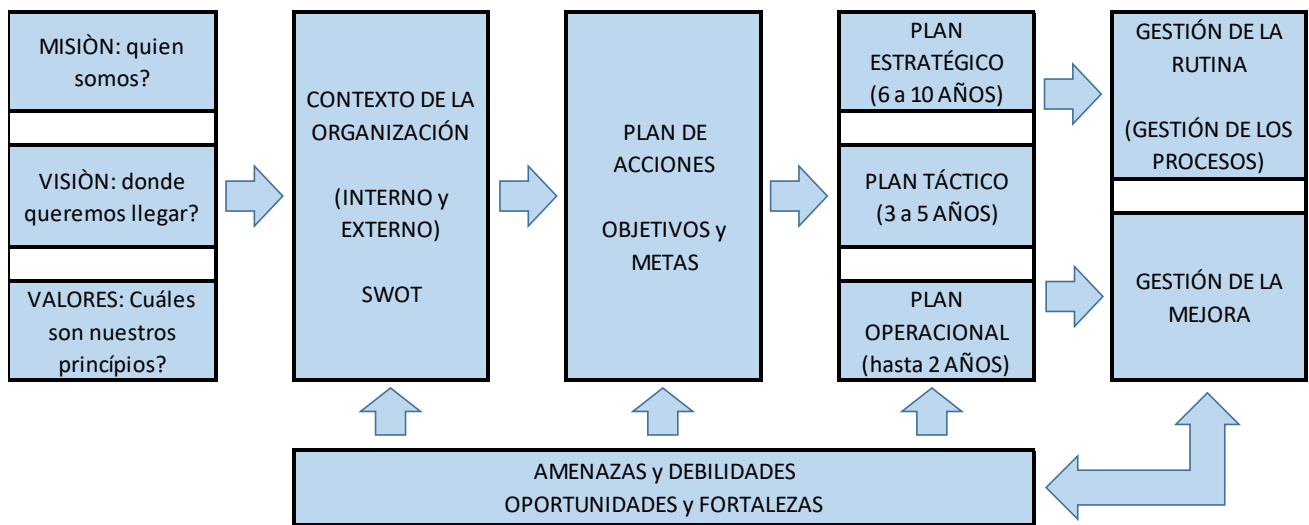 MISIÒN: quien
somos?
VISIÒN: donde
queremos llegar?
VALORES: Cuáles
son nuestros
princípios?
CONTEXTO DE LA
ORGANIZACIÓN
(INTERNO y
EXTERNO)
SWOT
PLAN DE
ACCIONES
OBJETIVOS y
METAS
PLAN
ESTRATÉGICO
(6 a 10 AÑOS)
PLAN TÁCTICO
(3 a 5 AÑOS)
PLAN
OPERACIONAL
(hasta 2 AÑOS)
GESTIÓN DE LA
RUTINA
(GESTIÓN DE LOS
PROCESOS)
GESTIÓN DE LA
MEJORA
AMENAZAS y DEBILIDADES
OPORTUNIDADES y FORTALEZAS